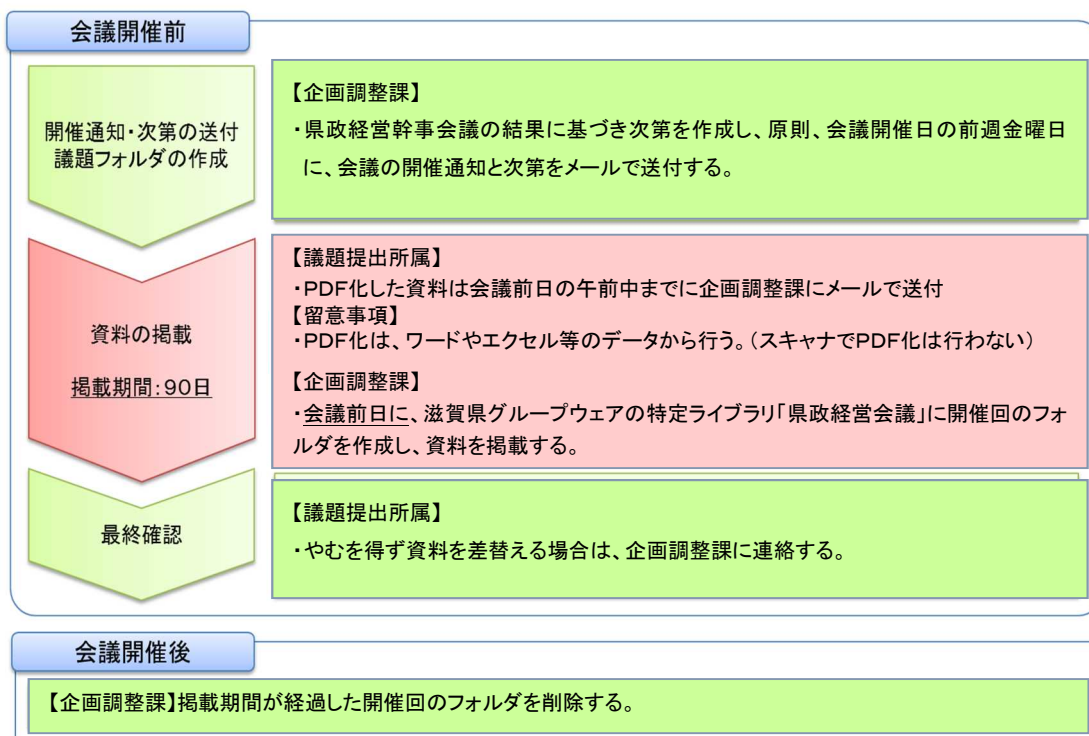 会議開催前
開催通知・次第の送付
議題フォルダの作成
【企画調整課】
・県政経営幹事会議の結果に基づき次第を作成し、原則、会議開催日の前週金曜日
に、会議の開催通知と次第をメールで送付する。
資料の掲載
掲載期間：90日
【議題提出所属】
・PDF化した資料は会議前日の午前中までに企画調整課にメールで送付
【留意事項】
・PDF化は、ワードやエクセル等のデータから行う。（スキャナでPDF化は行わない）
【企画調整課】
・会議前日に、滋賀県グループウェアの特定ライブラリ「県政経営会議」に開催回のフォ
ルダを作成し、資料を掲載する。
最終確認
【議題提出所属】
・やむを得ず資料を差替える場合は、企画調整課に連絡する。
会議開催後
【企画調整課】掲載期間が経過した開催回のフォルダを削除する。